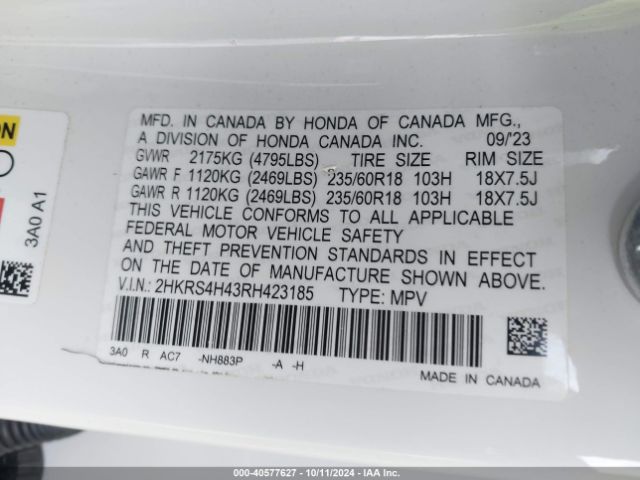 ON
3A0 A1
MFD. IN CANADA BY HONDA OF CANADA MFG.,
A DIVISION OF HONDA CANADA INC. 09/'23
GVWR 2175KG (4795LBS) TIRE SIZE RIM SIZE
GAWR F 1120KG (2469LBS) 235/60R18 103H 18X7.5J
GAWR R 1120KG (2469LBS) 235/60R18 103H 18X7.5J
THIS VEHICLE CONFORMS TO ALL APPLICABLE
FEDERAL MOTOR VEHICLE SAFETY
AND THEFT PREVENTION STANDARDS IN EFFECT
ON THE DATE OF MANUFACTURE SHOWN ABOVE.
V.I.N.: 2HKRS4H43RH423185 TYPE: MPV
3A0 R AC7 -NH883P -A -H
MADE IN CANADA
000-40577627 - 10/11/2024 - IAA Inc.